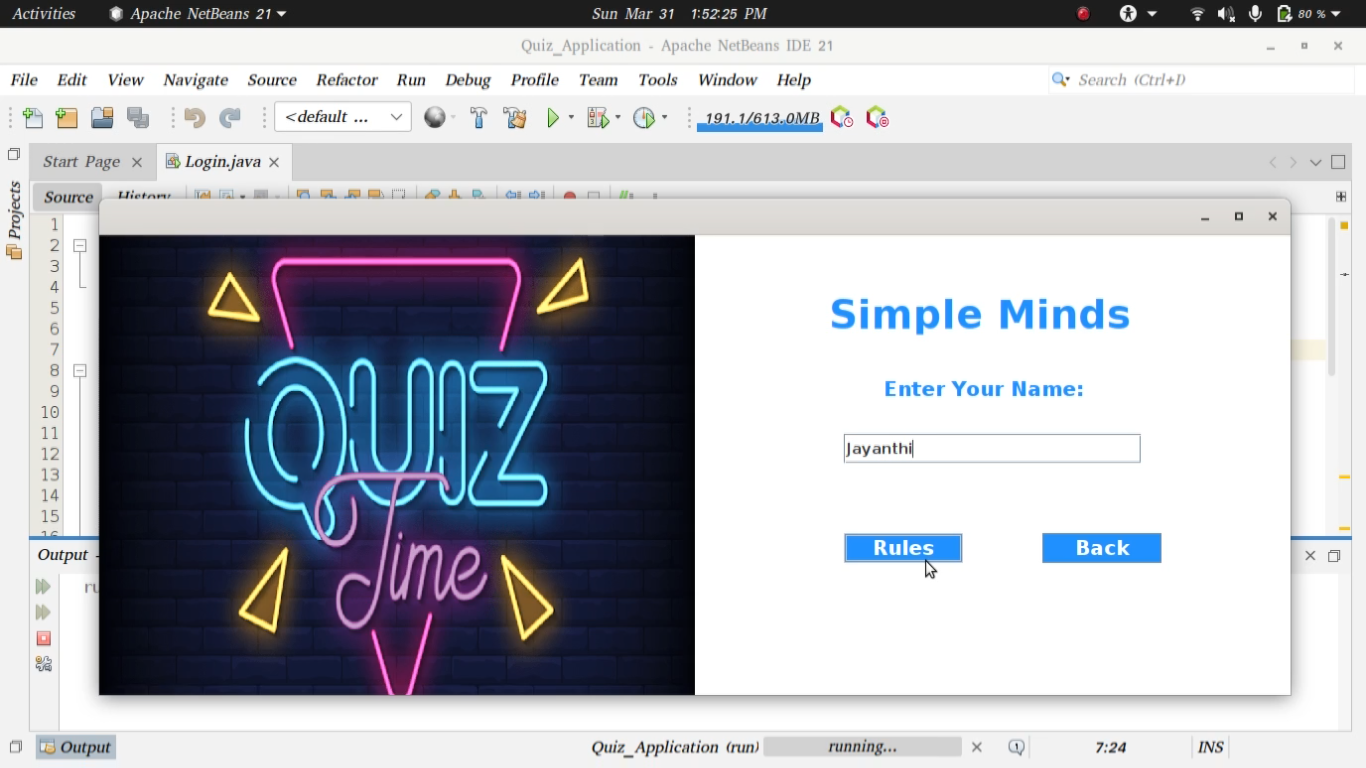 Activities Apache NetBeans 21 Sun Mar 31 1:52:25 PM 80 %
Quiz_Application - Apache NetBeans IDE 21
File Edit View Navigate Source Refactor Run Debug Profile Team Tools Window Help Search (Ctrl+I)
<default ... 191.1/613.0MB
Start Page Login.java
Projects
Source History
1
2
3
4
5
6
7
8
9
10
11
12
13
14
15
16
QUIZ
Time
Simple Minds
Enter Your Name:
Jayanthi
Rules Back
Output -
ru
Output Quiz_Application (run) running... 7:24 INS